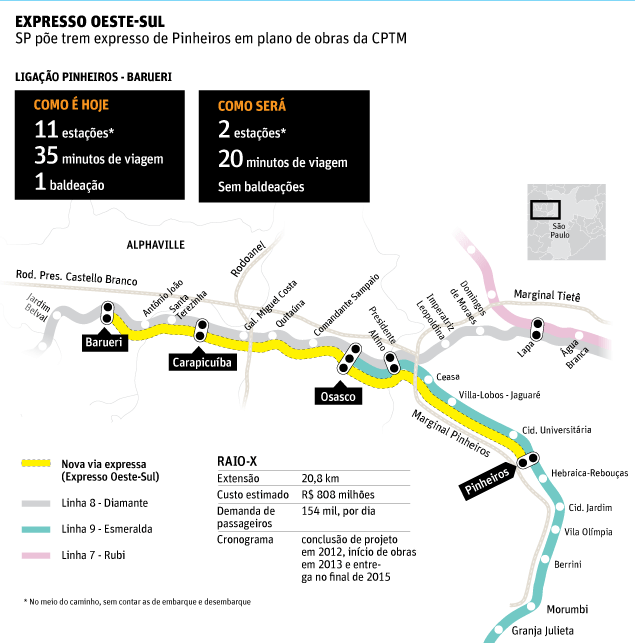 EXPRESSO OESTE-SUL
SP põe trem expresso de Pinheiros em plano de obras da CPTM
LIGAÇÃO PINHEIROS - BARUERI
COMO É HOJE
11 estações*
35 minutos de viagem
1 baldeação
COMO SERÁ
2 estações*
20 minutos de viagem
Sem baldeações
São
Paulo
ALPHAVILLE
Rodoanel
Rod. Pres. Castello Branco
Marginal Tietê
Jardim
Belval
Barueri
Antônio João
Santa
Terezinha
Carapicuíba
Gal. Miguel Costa
Quitaúna
Comandante Sampaio
Osasco
Presidente
Altino
Imperatriz
Leopoldina
Domingos
de Moraes
Lapa
Água
Branca
Ceasa
Villa-Lobos - Jaguaré
Marginal Pinheiros
Cid. Universitária
Pinheiros
Hebraica-Rebouças
Cid. Jardim
Vila Olímpia
Berrini
Morumbi
Granja Julieta
Nova via expressa
(Expresso Oeste-Sul)
Linha 8 - Diamante
Linha 9 - Esmeralda
Linha 7 - Rubi
RAIO-X
Extensão 20,8 km
Custo estimado R$ 808 milhões
Demanda de 154 mil, por dia
passageiros
Cronograma conclusão de projeto
em 2012, início de obras
em 2013 e entre-
ga no final de 2015
* No meio do caminho, sem contar as de embarque e desembarque